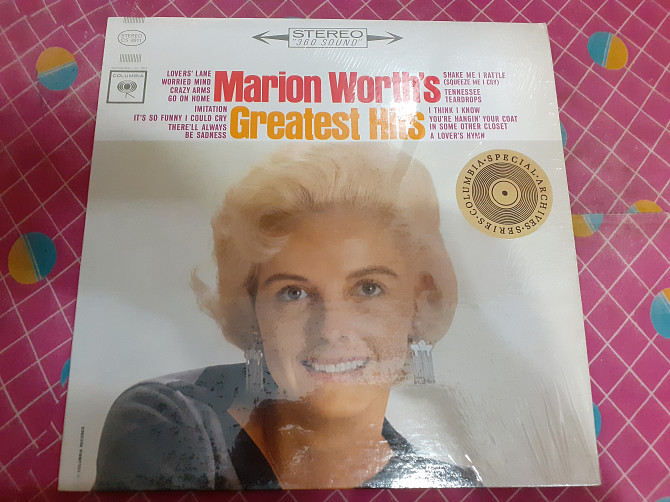 STEREO
"360 SOUND"
STEREO
COLUMBIA
LOVERS' LANE
WORRIED MIND
CRAZY ARMS
GO ON HOME
IMITATION
IT'S SO FUNNY I COULD CRY
THERE'LL ALWAYS
BE SADNESS
Marion Worth's
Greatest Hits
SHAKE ME I RATTLE
(SQUEEZE ME I CRY)
TENNESSEE
TEARDROPS
I THINK I KNOW
YOU'RE HANGIN' YOUR COAT
IN SOME OTHER CLOSET
A LOVER'S HYMN
COLUMBIA·SPECIAL·ARCHIVES·SERIES·